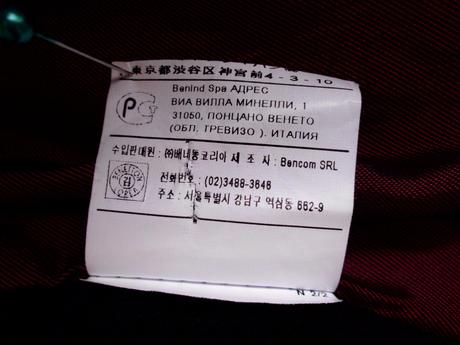 東京都渋谷区神宮前4-3-10
Benind Spa АДРЕС
ВИА ВИЛЛА МИНЕЛЛИ, 1
31050, ПОНЦАНО ВЕНЕТО
(ОБЛ. ТРЕВИЗО ). ИТАЛИЯ
수입판매원 : ㈜베네통코리아 제 조 사 : Bencom SRL
전화번호 : (02)3488-3648
주소 : 서울특별시 강남구 역삼동 662-9
N 2/2